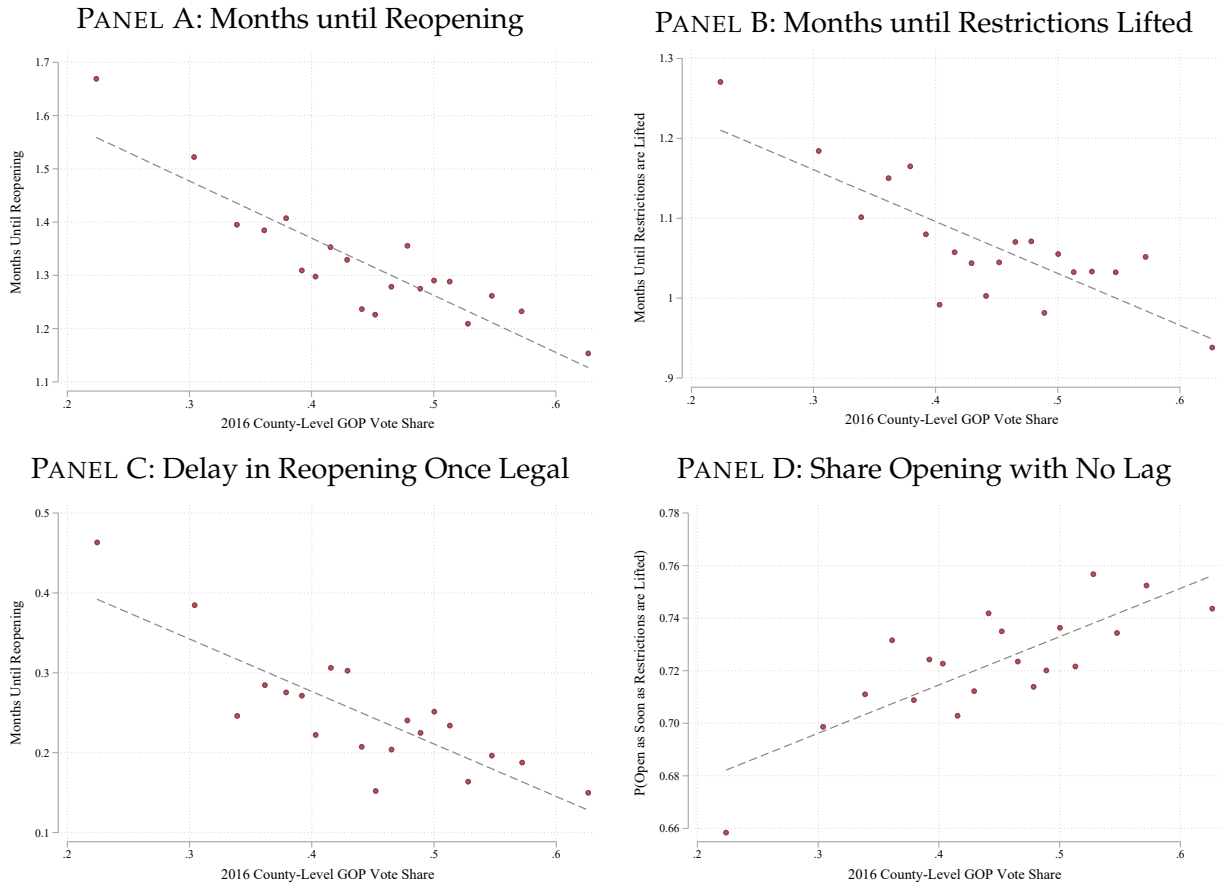 PANEL A: Months until Reopening
Months Until Reopening
1.7
1.6
1.5
1.4
1.3
1.2
1.1
.2 .3 .4 .5 .6
2016 County-Level GOP Vote Share
PANEL B: Months until Restrictions Lifted
Months Until Restrictions are Lifted
1.3
1.2
1.1
1
.9
.2 .3 .4 .5 .6
2016 County-Level GOP Vote Share
PANEL C: Delay in Reopening Once Legal
Months Until Reopening
0.5
0.4
0.3
0.2
0.1
.2 .3 .4 .5 .6
2016 County-Level GOP Vote Share
PANEL D: Share Opening with No Lag
P(Open as Soon as Restrictions are Lifted)
0.78
0.76
0.74
0.72
0.70
0.68
0.66
.2 .3 .4 .5 .6
2016 County-Level GOP Vote Share